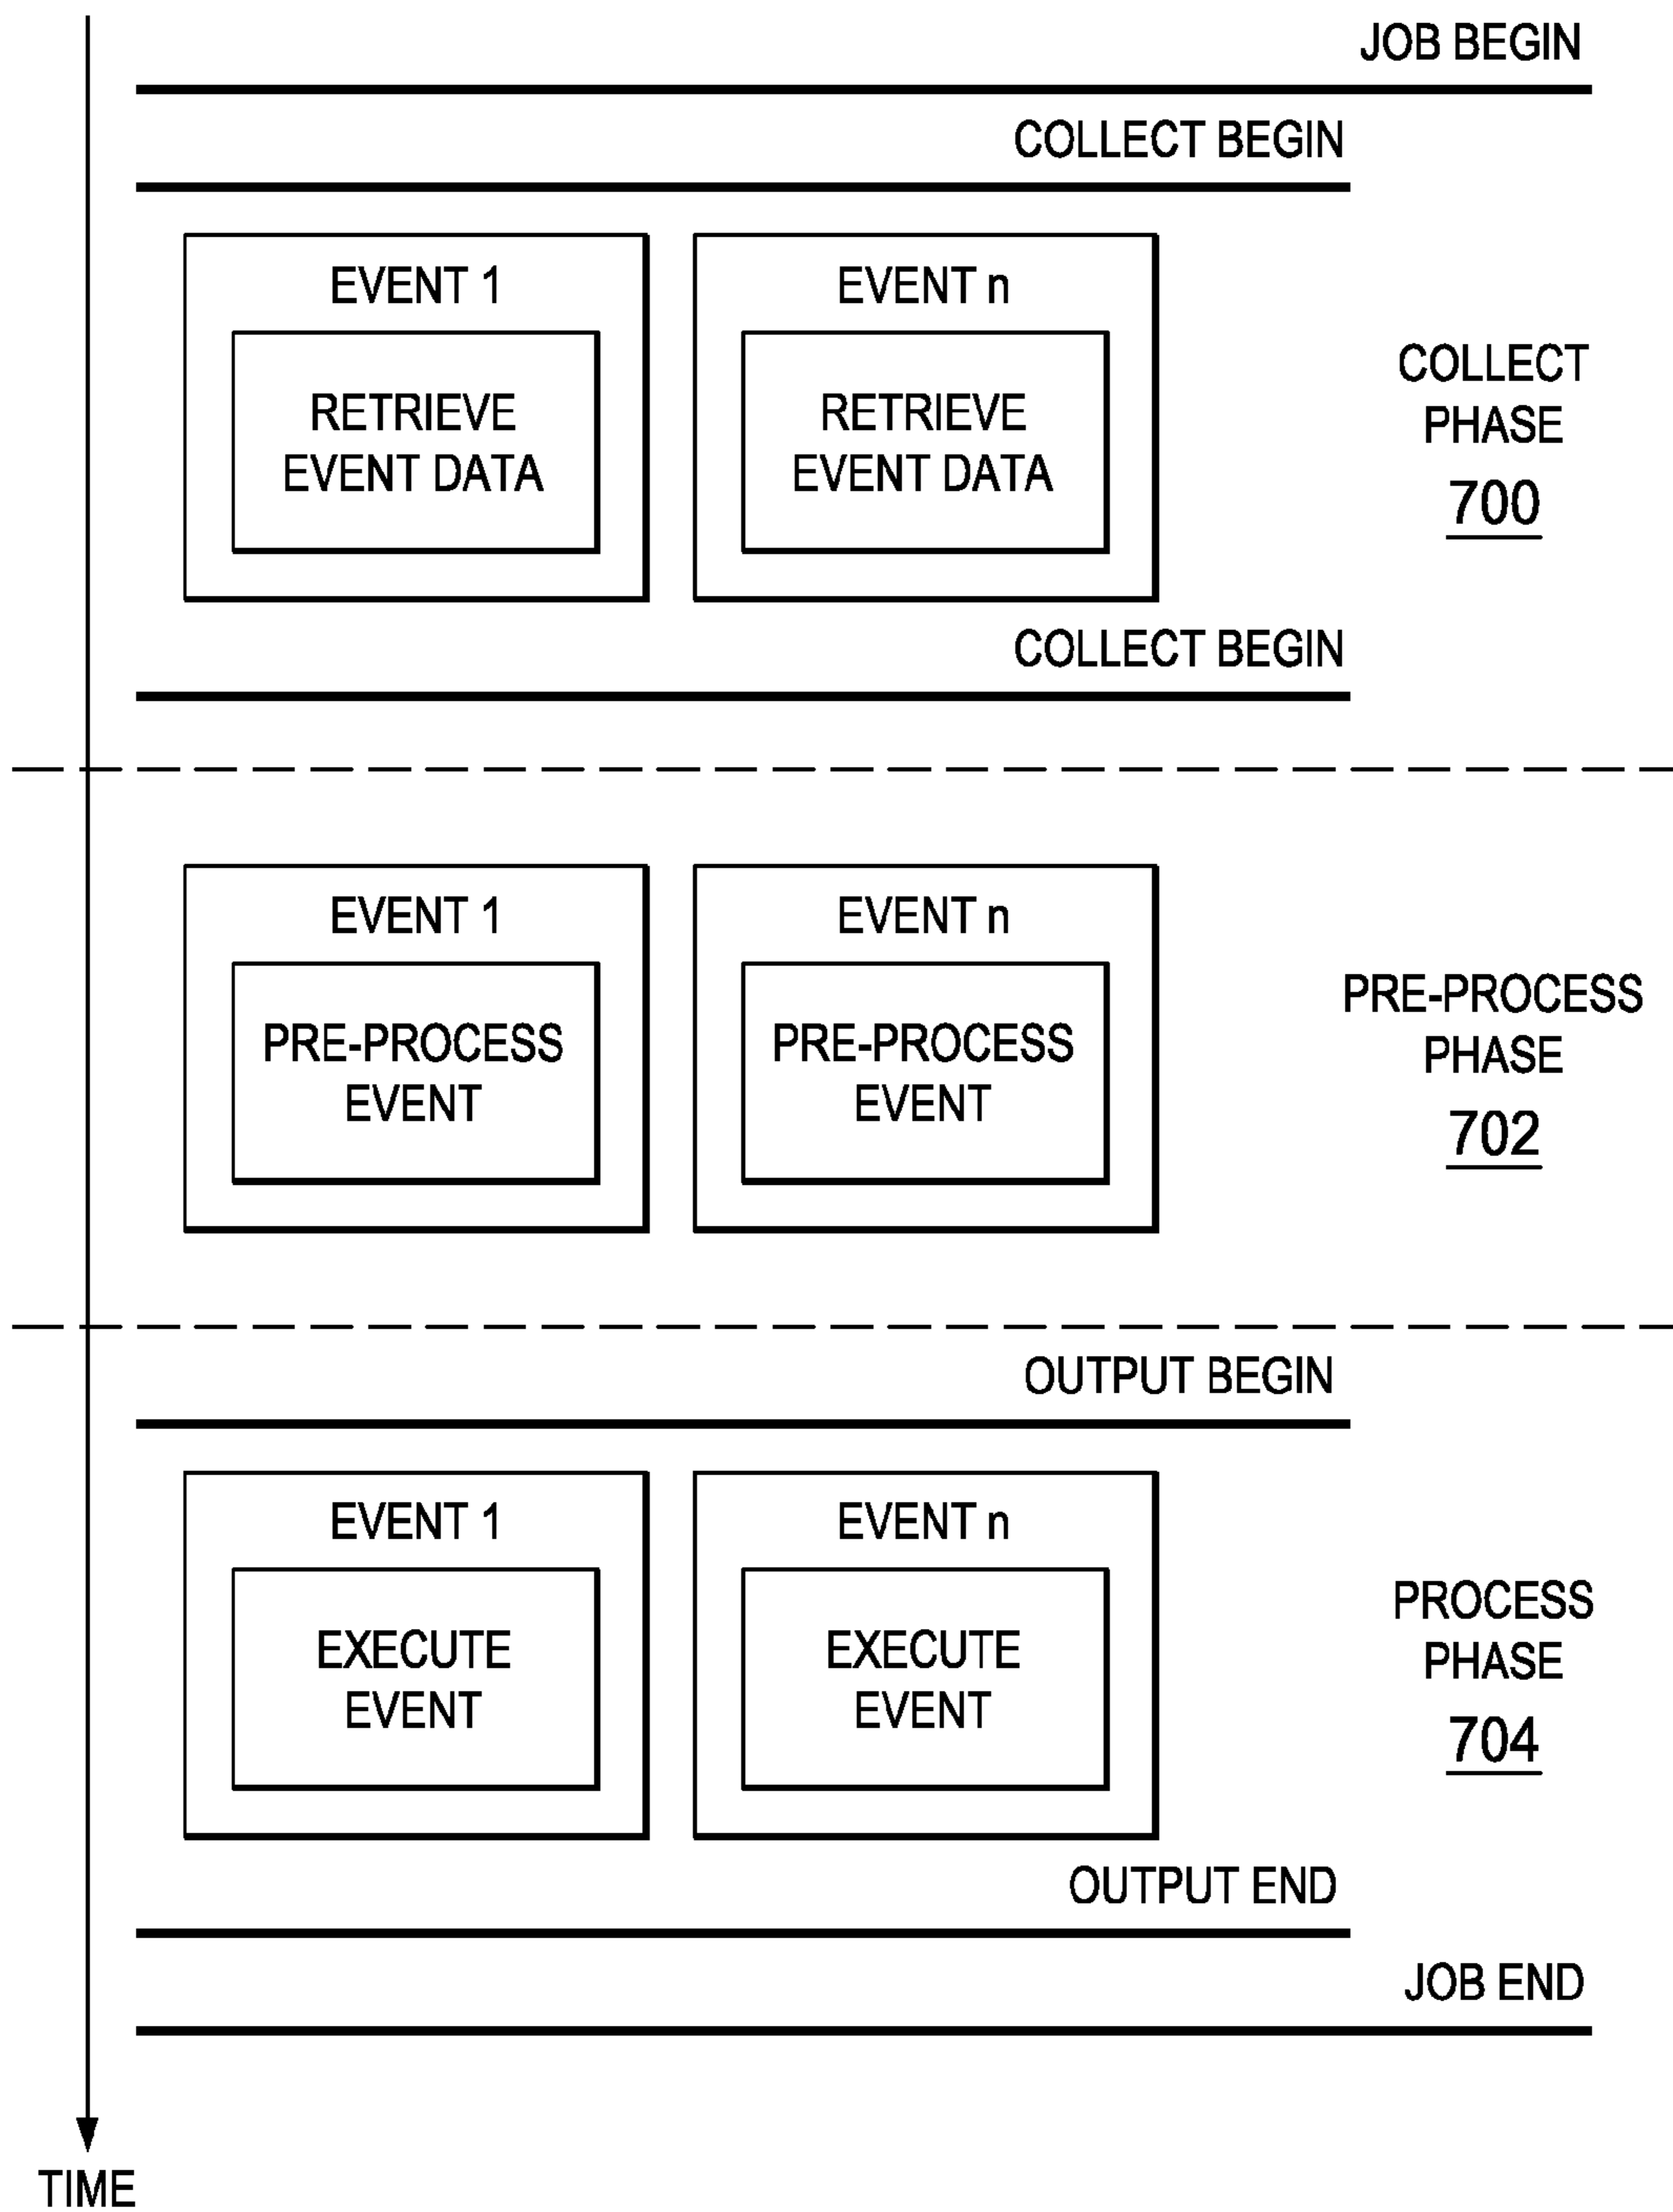 JOB BEGIN
COLLECT BEGIN
EVENT 1
RETRIEVE
EVENT DATA
EVENT n
RETRIEVE
EVENT DATA
COLLECT
PHASE
700
COLLECT BEGIN
EVENT 1
PRE-PROCESS
EVENT
EVENT n
PRE-PROCESS
EVENT
PRE-PROCESS
PHASE
702
OUTPUT BEGIN
EVENT 1
EXECUTE
EVENT
EVENT n
EXECUTE
EVENT
PROCESS
PHASE
704
OUTPUT END
JOB END
TIME